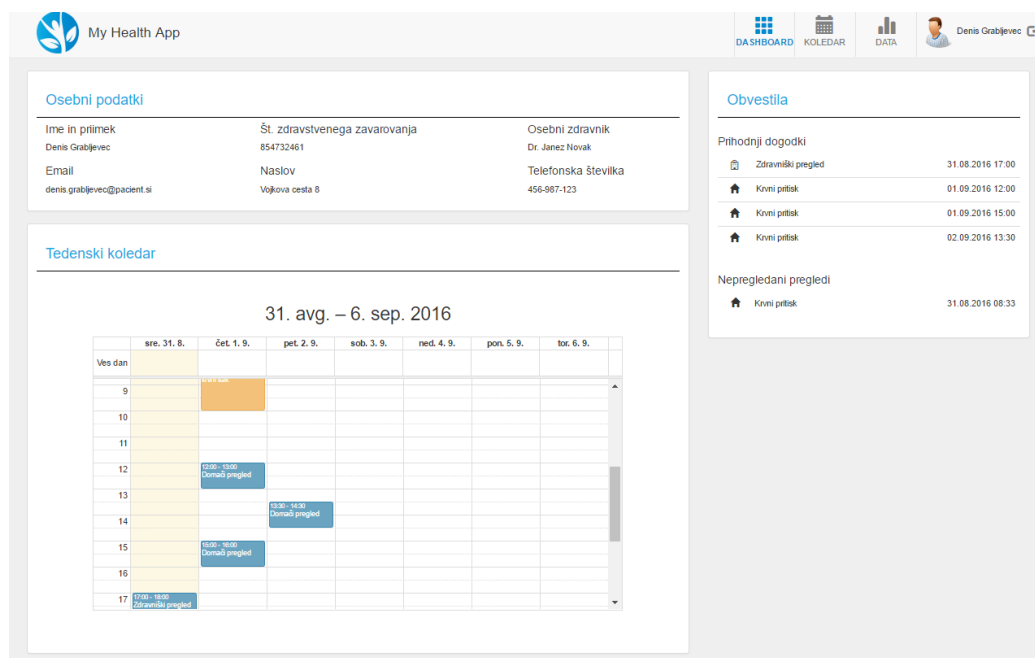 My Health App
DASHBOARD
KOLEDAR
DATA
Denis Grabljevec
Osebni podatki
Ime in priimek
Št. zdravstvenega zavarovanja
Osebni zdravnik
Denis Grabljevec
854732461
Dr. Janez Novak
Email
Naslov
Telefonska številka
denis.grabljevec@pacient.si
Vojkova cesta 8
456-987-123
Tedenski koledar
31. avg. – 6. sep. 2016
sre. 31. 8.
čet. 1. 9.
pet. 2. 9.
sob. 3. 9.
ned. 4. 9.
pon. 5. 9.
tor. 6. 9.
Ves dan
9
10
11
12
12:00 - 13:00
Domači pregled
13
13:30 - 14:30
Domači pregled
14
15
15:00 - 16:00
Domači pregled
16
17
17:00 - 18:00
Zdravniški pregled
Obvestila
Prihodnji dogodki
Zdravniški pregled 31.08.2016 17:00
Krvni pritisk 01.09.2016 12:00
Krvni pritisk 01.09.2016 15:00
Krvni pritisk 02.09.2016 13:30
Nepregledani pregledi
Krvni pritisk 31.08.2016 08:33